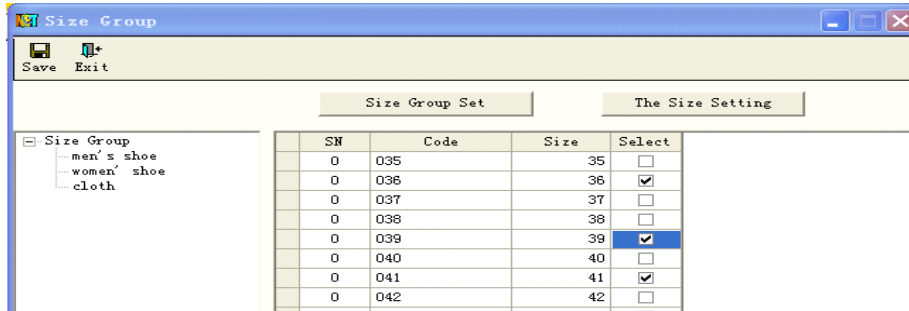 Size Group
Save Exit
Size Group Set The Size Setting
Size Group
men's shoe
women' shoe
cloth
SN Code Size Select
0 035 35
0 036 36
0 037 37
0 038 38
0 039 39
0 040 40
0 041 41
0 042 42